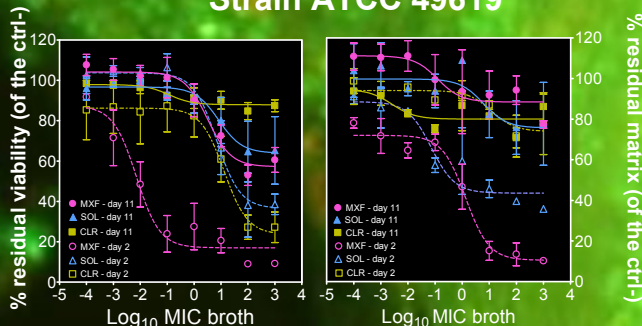 Strain ATCC 49619
% residual viability (of the ctrl-)
120
100
80
60
40
20
0
MXF - day 11
SOL - day 11
CLR - day 11
MXF - day 2
SOL - day 2
CLR - day 2
-5 -4 -3 -2 -1 0 1 2 3 4
Log10 MIC broth
120
100
80
60
40
20
0
MXF - day 11
SOL - day 11
CLR - day 11
MXF - day 2
SOL - day 2
CLR - day 2
-5 -4 -3 -2 -1 0 1 2 3 4
Log10 MIC broth
% residual matrix (of the ctrl-)